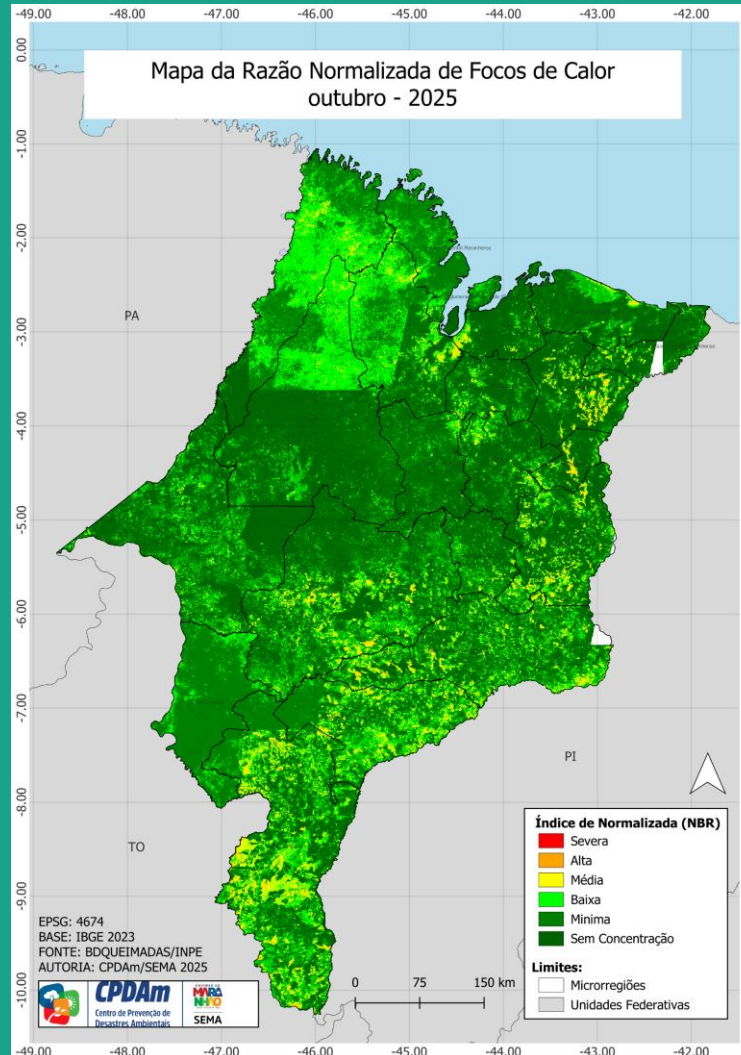 -49.00 -48.00 -47.00 -46.00 -45.00 -44.00 -43.00 -42.00
Mapa da Razão Normalizada de Focos de Calor
outubro - 2025
0.00
-1.00
-2.00
-3.00
-4.00
-5.00
-6.00
-7.00
-8.00
-9.00
-10.00
PA
PI
TO
Índice de Normalizada (NBR)
Severa
Alta
Média
Baixa
Minima
Sem Concentração
Limites:
Microrregiões
Unidades Federativas
EPSG: 4674
BASE: IBGE 2023
FONTE: BDQUEIMADAS/INPE
AUTORIA: CPDAm/SEMA 2025
CPDAm
Centro de Prevenção de
Desastres Ambientais
MARA
NHÃO
SEMA
0 75 150 km
-49.00 -48.00 -47.00 -46.00 -45.00 -44.00 -43.00 -42.00